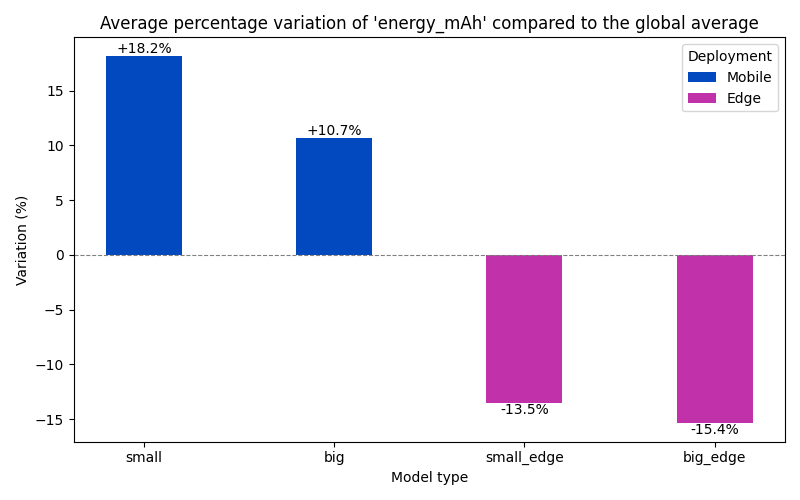 Average percentage variation of 'energy_mAh' compared to the global average
+18.2%
Deployment
Mobile
Edge
+10.7%
15
10
5
0
−5
−10
−15
Variation (%)
-13.5%
-15.4%
small
big
small_edge
big_edge
Model type